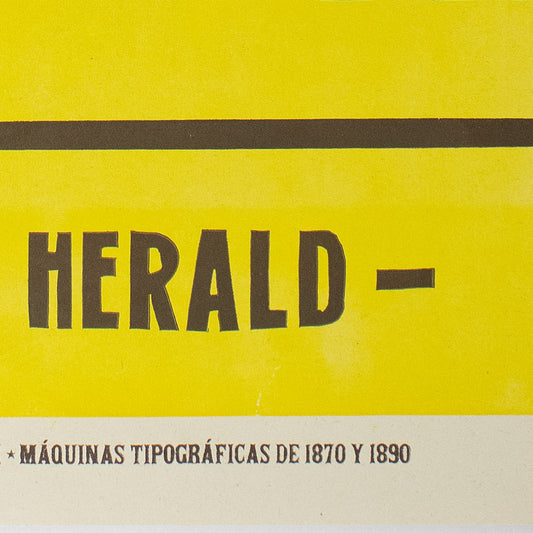 HERALD –
* MÁQUINAS TIPOGRÁFICAS DE 1870 Y 1890